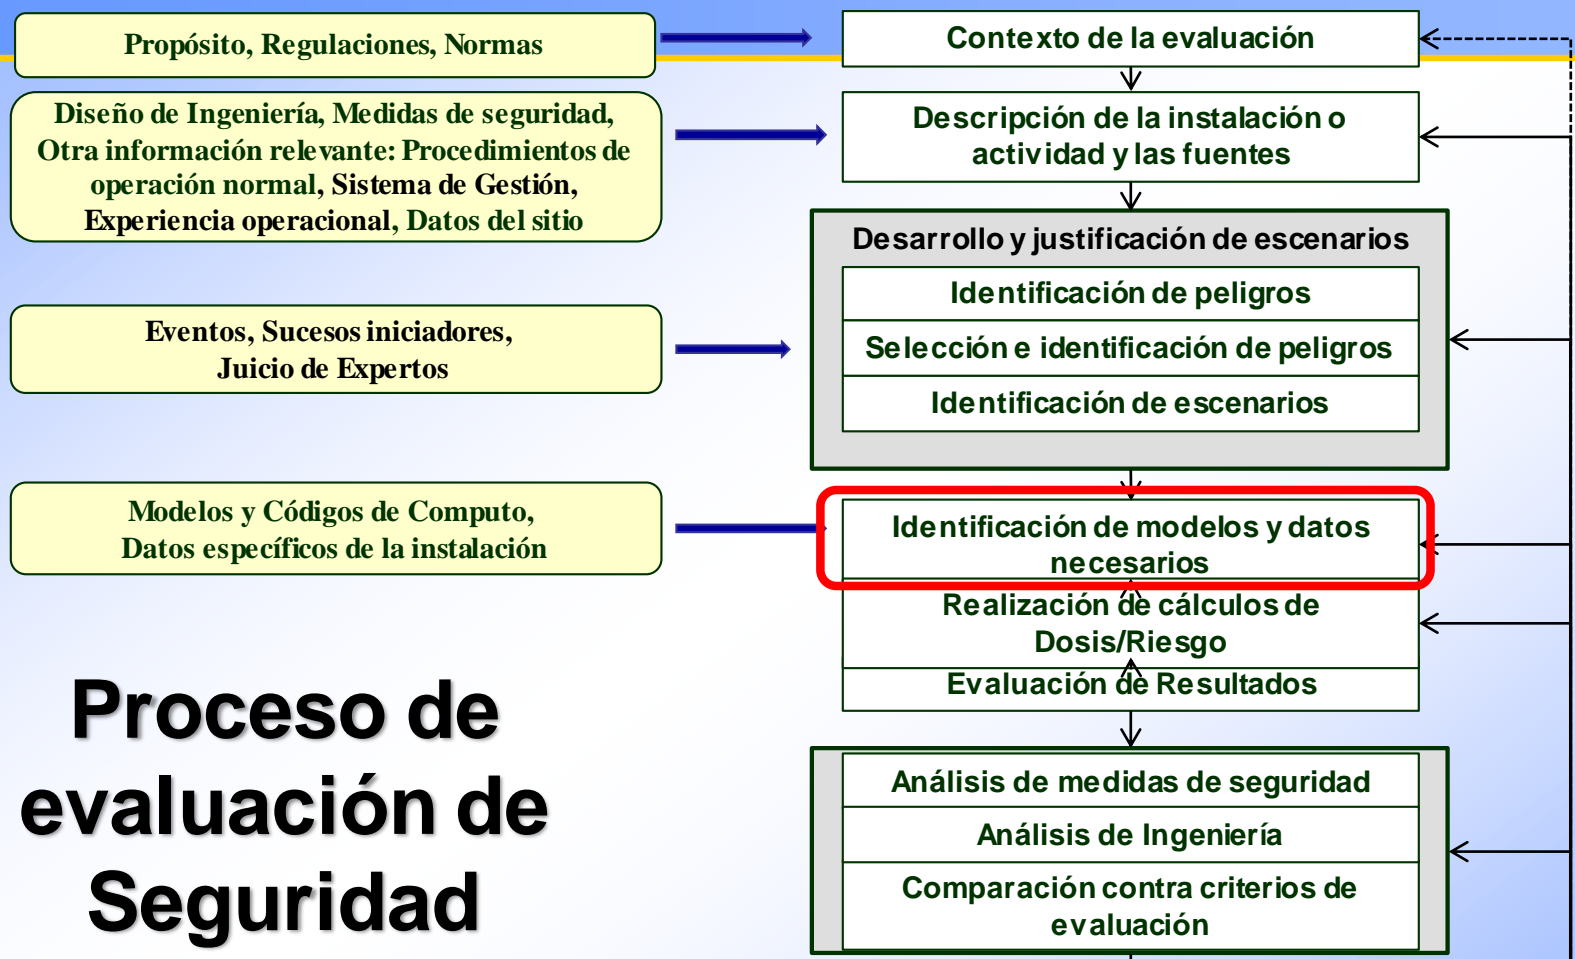 Propósito, Regulaciones, Normas
Contexto de la evaluación
Diseño de Ingeniería, Medidas de seguridad,
Otra información relevante: Procedimientos de
operación normal, Sistema de Gestión,
Experiencia operacional, Datos del sitio
Descripción de la instalación o
actividad y las fuentes
Desarrollo y justificación de escenarios
Identificación de peligros
Selección e identificación de peligros
Identificación de escenarios
Eventos, Sucesos iniciadores,
Juicio de Expertos
Modelos y Códigos de Computo,
Datos específicos de la instalación
Identificación de modelos y datos
necesarios
Realización de cálculos de
Dosis/Riesgo
Evaluación de Resultados
Análisis de medidas de seguridad
Análisis de Ingeniería
Comparación contra criterios de
evaluación
Proceso de
evaluación de
Seguridad